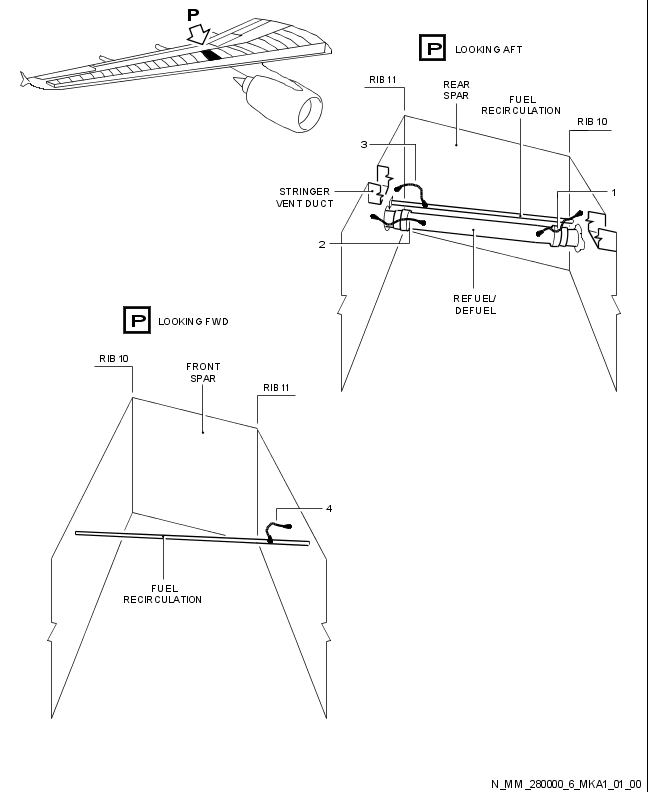 P
P LOOKING AFT
RIB 11
REAR
SPAR
FUEL
RECIRCULATION
RIB 10
3
STRINGER
VENT DUCT
1
2
REFUEL/
DEFUEL
P LOOKING FWD
RIB 10
FRONT
SPAR
RIB 11
4
FUEL
RECIRCULATION
N_MM_280000_6_MKA1_01_00